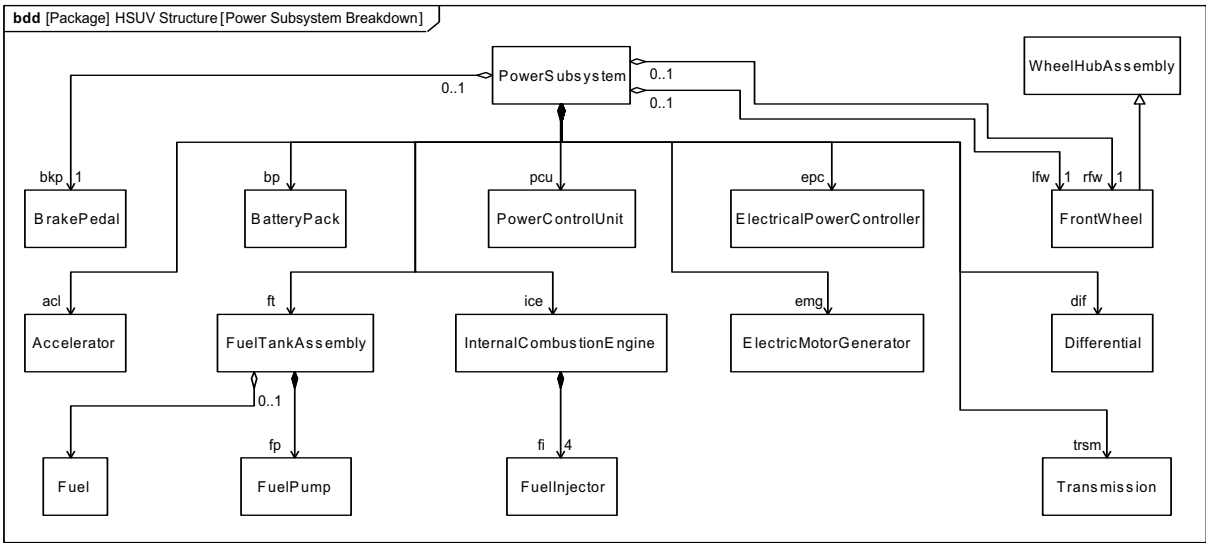 bdd [Package] HSUV Structure [Power Subsystem Breakdown]
PowerSubsystem
WheelHubAssembly
0..1
0..1
0..1
bkp 1
bp
pcu
epc
lfw 1
rfw 1
BrakePedal
BatteryPack
PowerControlUnit
ElectricalPowerController
FrontWheel
acl
ft
ice
emg
dif
Accelerator
FuelTankAssembly
InternalCombustionEngine
ElectricMotorGenerator
Differential
0..1
fp
fi 4
trsm
Fuel
FuelPump
FuelInjector
Transmission